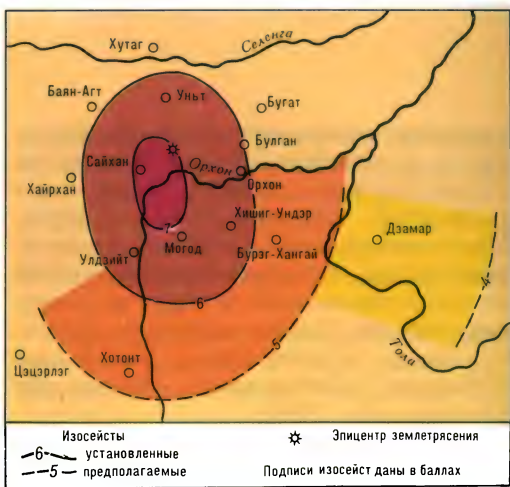 Селенга
Хутаг
Баян-Агт
Уньт
Бугат
Булган
Сайхан
Орхон
Орхон
Хайрхан
7
Хишиг-Ундэр
Дзамар
Могод
Бурэг-Хангай
Улдзийт
4
6
5
Тола
Цэцэрлэг
Хотонт
Изосейсты
6 установленные
5 предполагаемые
Эпицентр землетрясения
Подписи изосейст даны в баллах